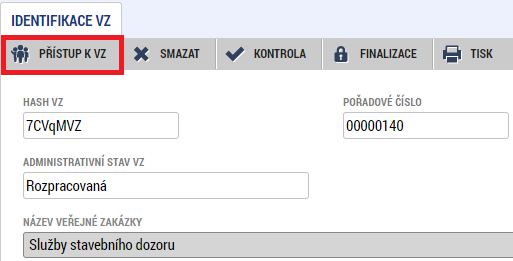 IDENTIFIKACE VZ
PŘÍSTUP K VZ SMAZAT KONTROLA FINALIZACE TISK
HASH VZ POŘADOVÉ ČÍSLO
7CVqMVZ 00000140
ADMINISTRATIVNÍ STAV VZ
Rozpracovaná
NÁZEV VEŘEJNÉ ZAKÁZKY
Služby stavebního dozoru